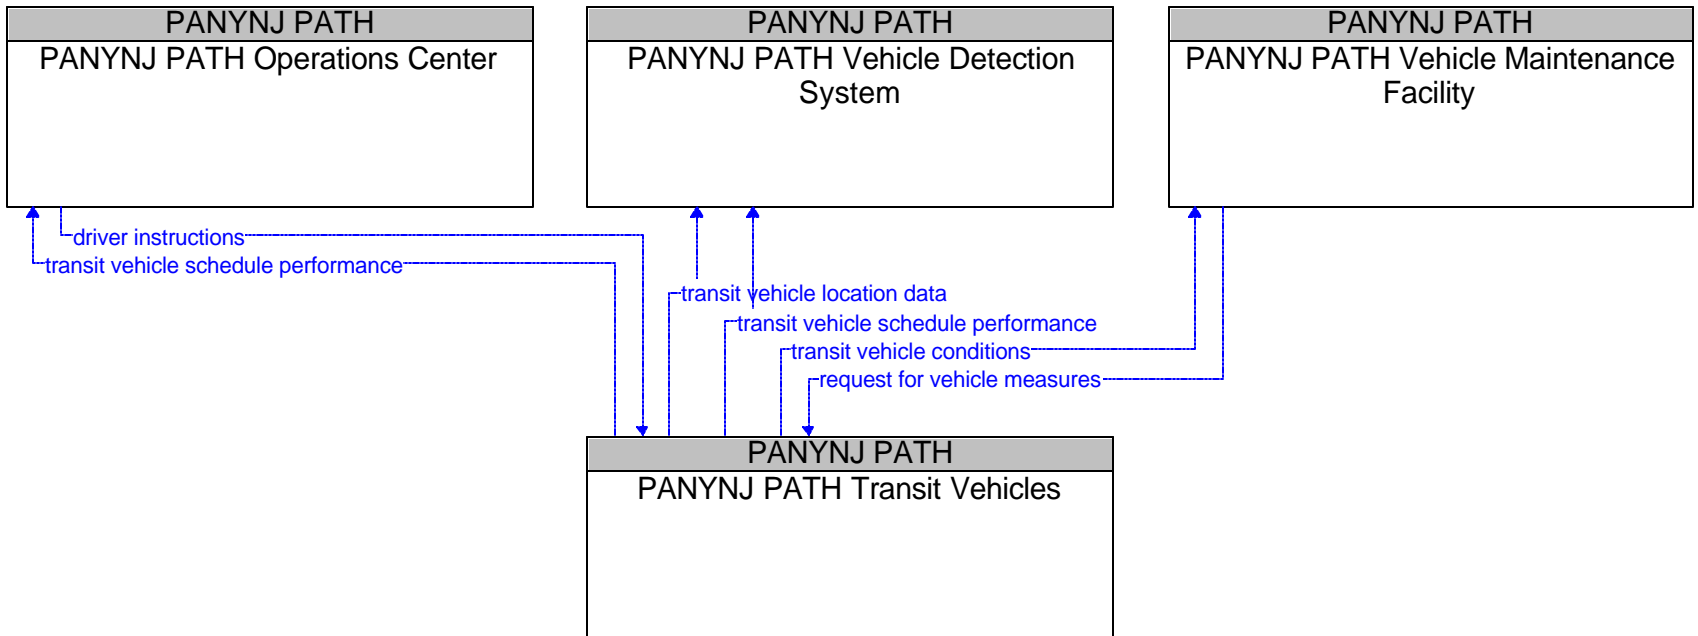 PANYNJ PATH
PANYNJ PATH Operations Center
PANYNJ PATH
PANYNJ PATH Vehicle Detection
System
PANYNJ PATH
PANYNJ PATH Vehicle Maintenance
Facility
driver instructions
transit vehicle schedule performance
transit vehicle location data
transit vehicle schedule performance
transit vehicle conditions
request for vehicle measures
PANYNJ PATH
PANYNJ PATH Transit Vehicles